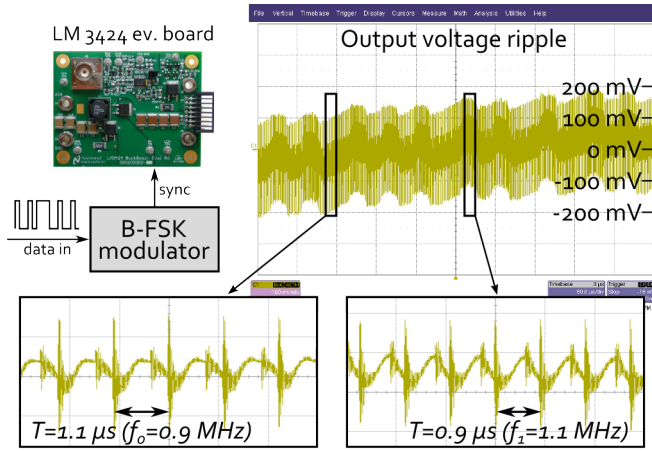 File Vertical Timebase Trigger Display Cursors Measure Math Analysis Utilities Help
LM 3424 ev. board
Output voltage ripple
200 mV
100 mV
0 mV
-100 mV
-200 mV
sync
data in
B-FSK
modulator
Timebase
Trigger
T=1.1 µs (f₀=0.9 MHz)
T=0.9 µs (f₁=1.1 MHz)